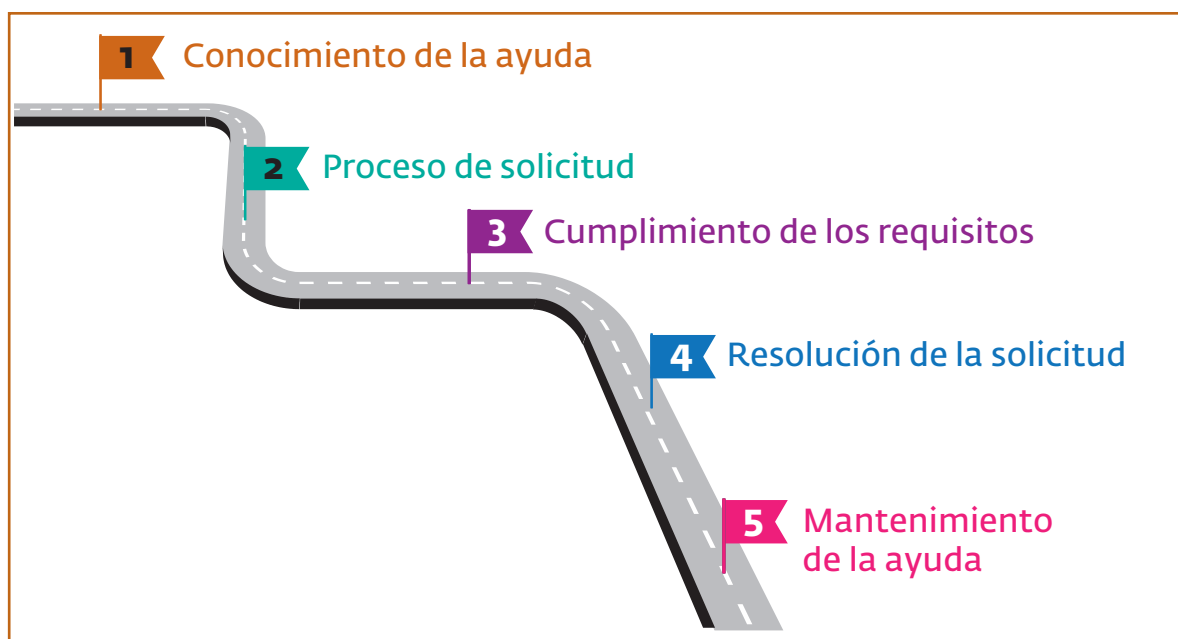 1 Conocimiento de la ayuda
2 Proceso de solicitud
3 Cumplimiento de los requisitos
4 Resolución de la solicitud
5 Mantenimiento
de la ayuda